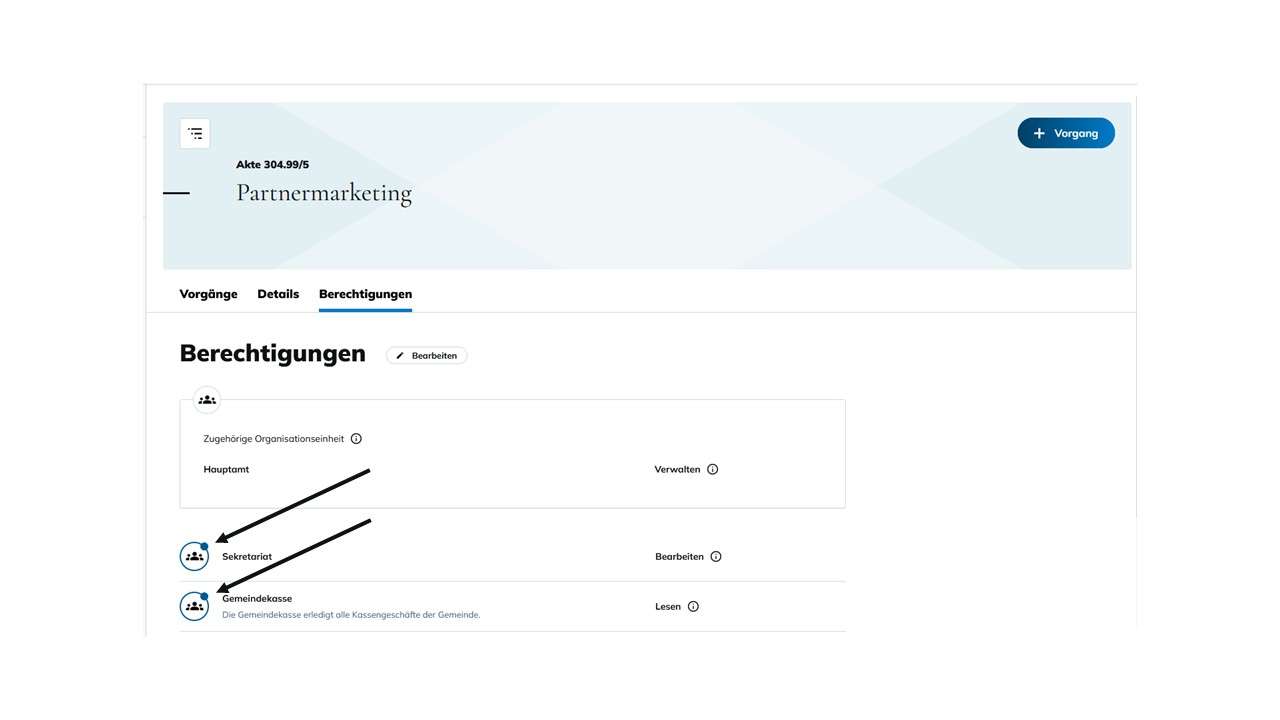 Vorgang
Akte 304.99/5
Partnermarketing
Vorgänge Details Berechtigungen
Berechtigungen Bearbeiten
Zugehörige Organisationseinheit
Hauptamt Verwalten
Sekretariat Bearbeiten
Gemeindekasse
Die Gemeindekasse erledigt alle Kassengeschäfte der Gemeinde.
Lesen